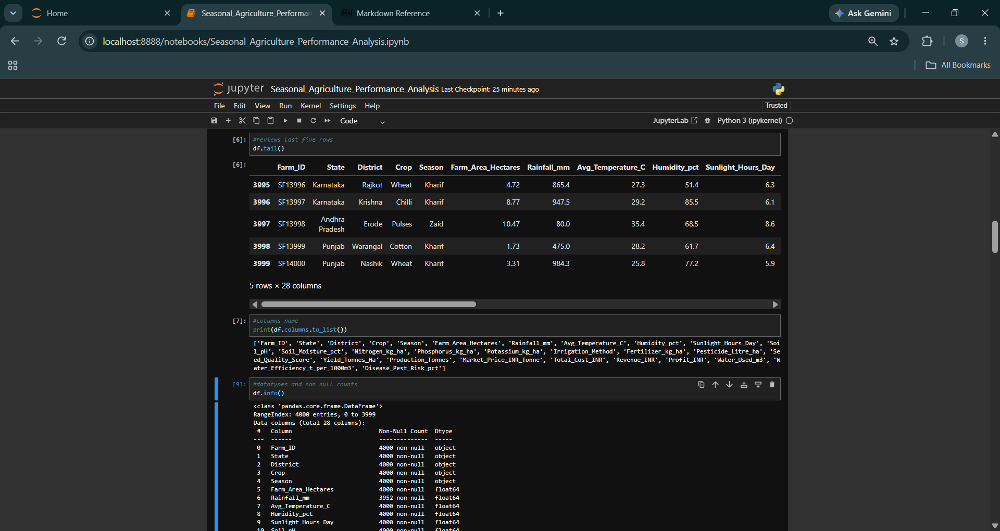 Home
Seasonal_Agriculture_Performan
Markdown Reference
Ask Gemini
localhost:8888/notebooks/Seasonal_Agriculture_Performance_Analysis.ipynb
S
All Bookmarks
jupyter Seasonal_Agriculture_Performance_Analysis Last Checkpoint: 25 minutes ago
File Edit View Run Kernel Settings Help
Trusted
Code
JupyterLab
Python 3 (ipykernel)
[6]: #reviews last five rows
df.tail()
[6]: Farm_ID State District Crop Season Farm_Area_Hectares Rainfall_mm Avg_Temperature_C Humidity_pct Sunlight_Hours_Day
3995 SF13996 Karnataka Rajkot Wheat Kharif 4.72 865.4 27.3 51.4 6.3
3996 SF13997 Karnataka Krishna Chilli Kharif 8.77 947.5 29.2 85.5 6.1
3997 SF13998 Andhra Pradesh Erode Pulses Zaid 10.47 80.0 35.4 68.5 8.6
3998 SF13999 Punjab Warangal Cotton Kharif 1.73 475.0 28.2 61.7 6.4
3999 SF14000 Punjab Nashik Wheat Kharif 3.31 984.3 25.8 77.2 5.9
5 rows × 28 columns
[7]: #columns name
print(df.columns.to_list())
['Farm_ID', 'State', 'District', 'Crop', 'Season', 'Farm_Area_Hectares', 'Rainfall_mm', 'Avg_Temperature_C', 'Humidity_pct', 'Sunlight_Hours_Day', 'Soi
l_pH', 'Soil_Moisture_pct', 'Nitrogen_kg_ha', 'Phosphorus_kg_ha', 'Potassium_kg_ha', 'Irrigation_Method', 'Fertilizer_kg_ha', 'Pesticide_Litre_ha', 'Se
ed_Quality_Score', 'Yield_Tonnes_Ha', 'Production_Tonnes', 'Market_Price_INR_Tonne', 'Total_Cost_INR', 'Revenue_INR', 'Profit_INR', 'Water_Used_m3', 'W
ater_Efficiency_t_per_1000m3', 'Disease_Pest_Risk_pct']
[9]: #datatypes and non null counts
df.info()
<class 'pandas.core.frame.DataFrame'>
RangeIndex: 4000 entries, 0 to 3999
Data columns (total 28 columns):
# Column Non-Null Count Dtype
--- ------ -------------- -----
0 Farm_ID 4000 non-null object
1 State 4000 non-null object
2 District 4000 non-null object
3 Crop 4000 non-null object
4 Season 4000 non-null object
5 Farm_Area_Hectares 4000 non-null float64
6 Rainfall_mm 3952 non-null float64
7 Avg_Temperature_C 4000 non-null float64
8 Humidity_pct 4000 non-null float64
9 Sunlight_Hours_Day 4000 non-null float64
10 Soil_pH 4000 non-null float64